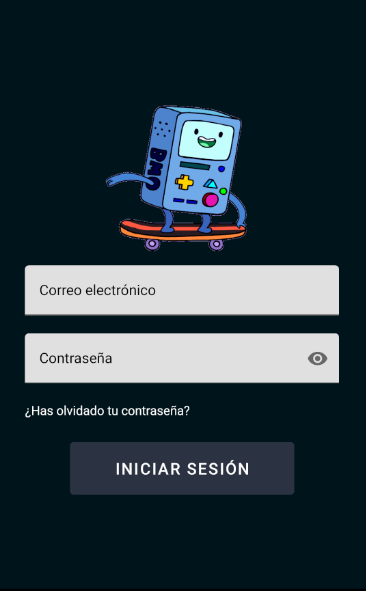 BMO
Correo electrónico
Contraseña
¿Has olvidado tu contraseña?
INICIAR SESIÓN